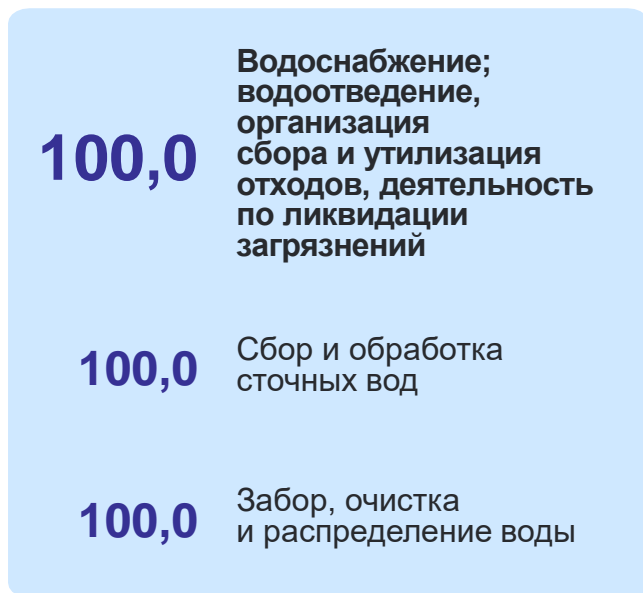 100,0
Водоснабжение;
водоотведение,
организация
сбора и утилизация
отходов, деятельность
по ликвидации
загрязнений
100,0
Сбор и обработка
сточных вод
100,0
Забор, очистка
и распределение воды